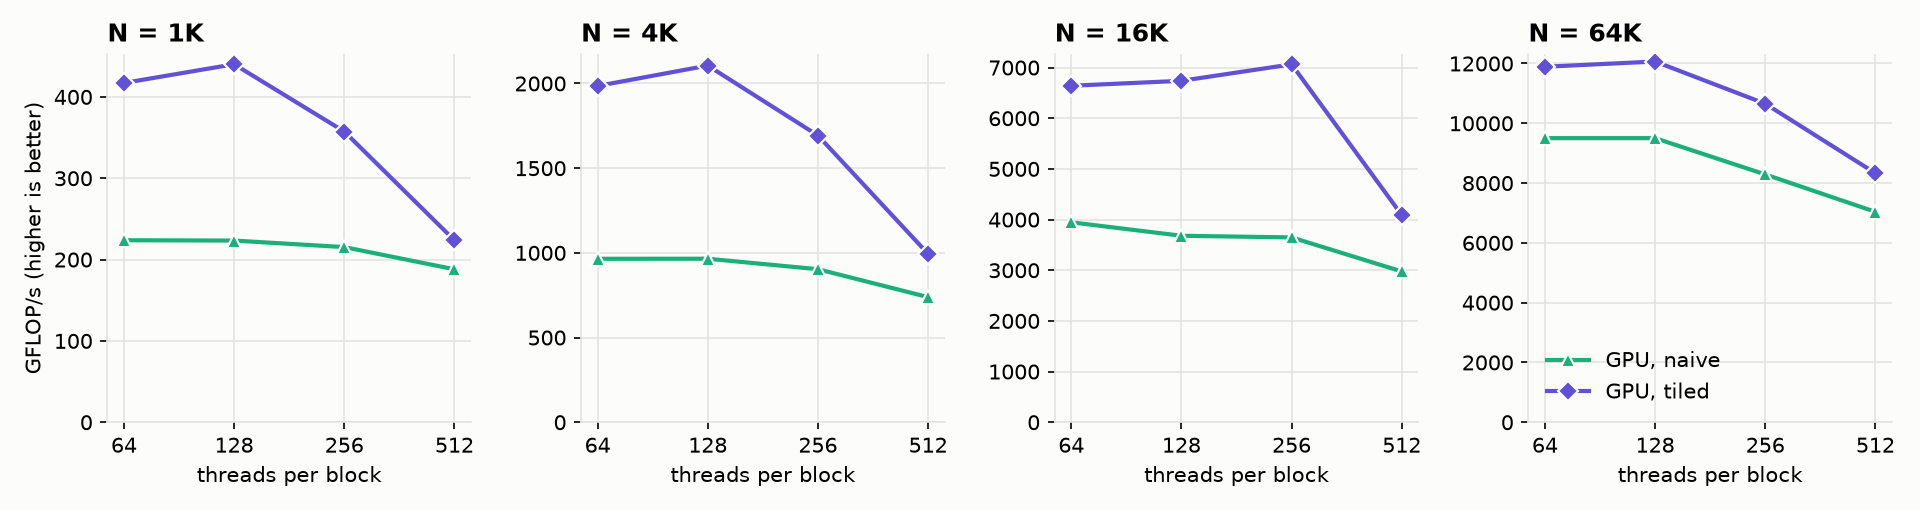 N = 1K
GFLOP/s (higher is better)
400
300
200
100
0
64 128 256 512
threads per block
N = 4K
2000
1500
1000
500
0
64 128 256 512
threads per block
N = 16K
7000
6000
5000
4000
3000
2000
1000
0
64 128 256 512
threads per block
N = 64K
12000
10000
8000
6000
4000
2000
0
GPU, naive
GPU, tiled
64 128 256 512
threads per block